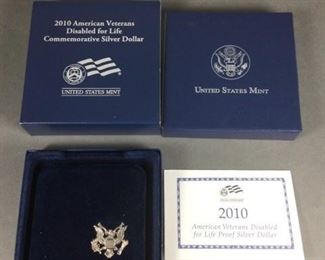 2010 American Veterans
Disabled for Life
Commemorative Silver Dollar
UNITED STATES MINT
UNITED STATES MINT
2010
American Veterans Disabled
for Life Proof Silver Dollar